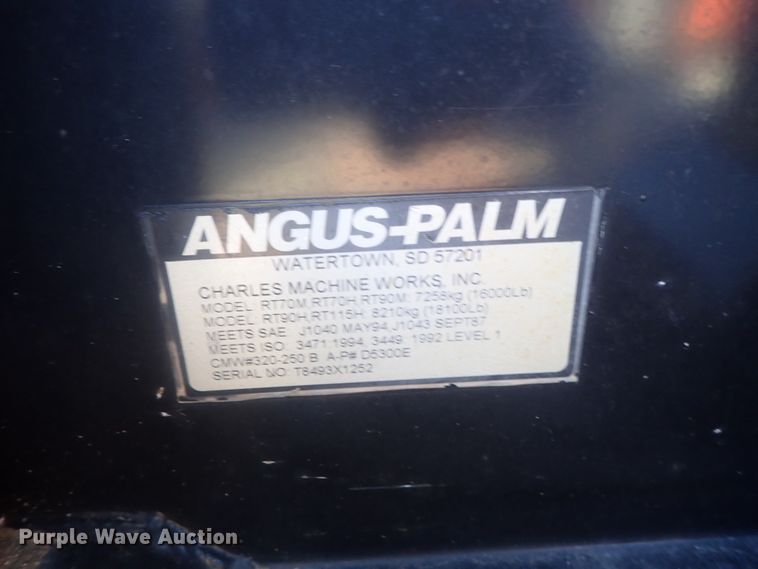 ANGUS-PALM
WATERTOWN, SD 57201
CHARLES MACHINE WORKS, INC.
MODEL: RT70M,RT70H,RT90M: 7258kg (16000Lb)
MODEL: RT90H,RT115H: 8210kg (18100Lb)
MEETS SAE J1040 MAY94,J1043 SEPT87
MEETS ISO 3471:1994, 3449: 1992 LEVEL 1
CMW#320-250 B A-P# D5300E
SERIAL NO: T8493X1252
Purple Wave Auction.